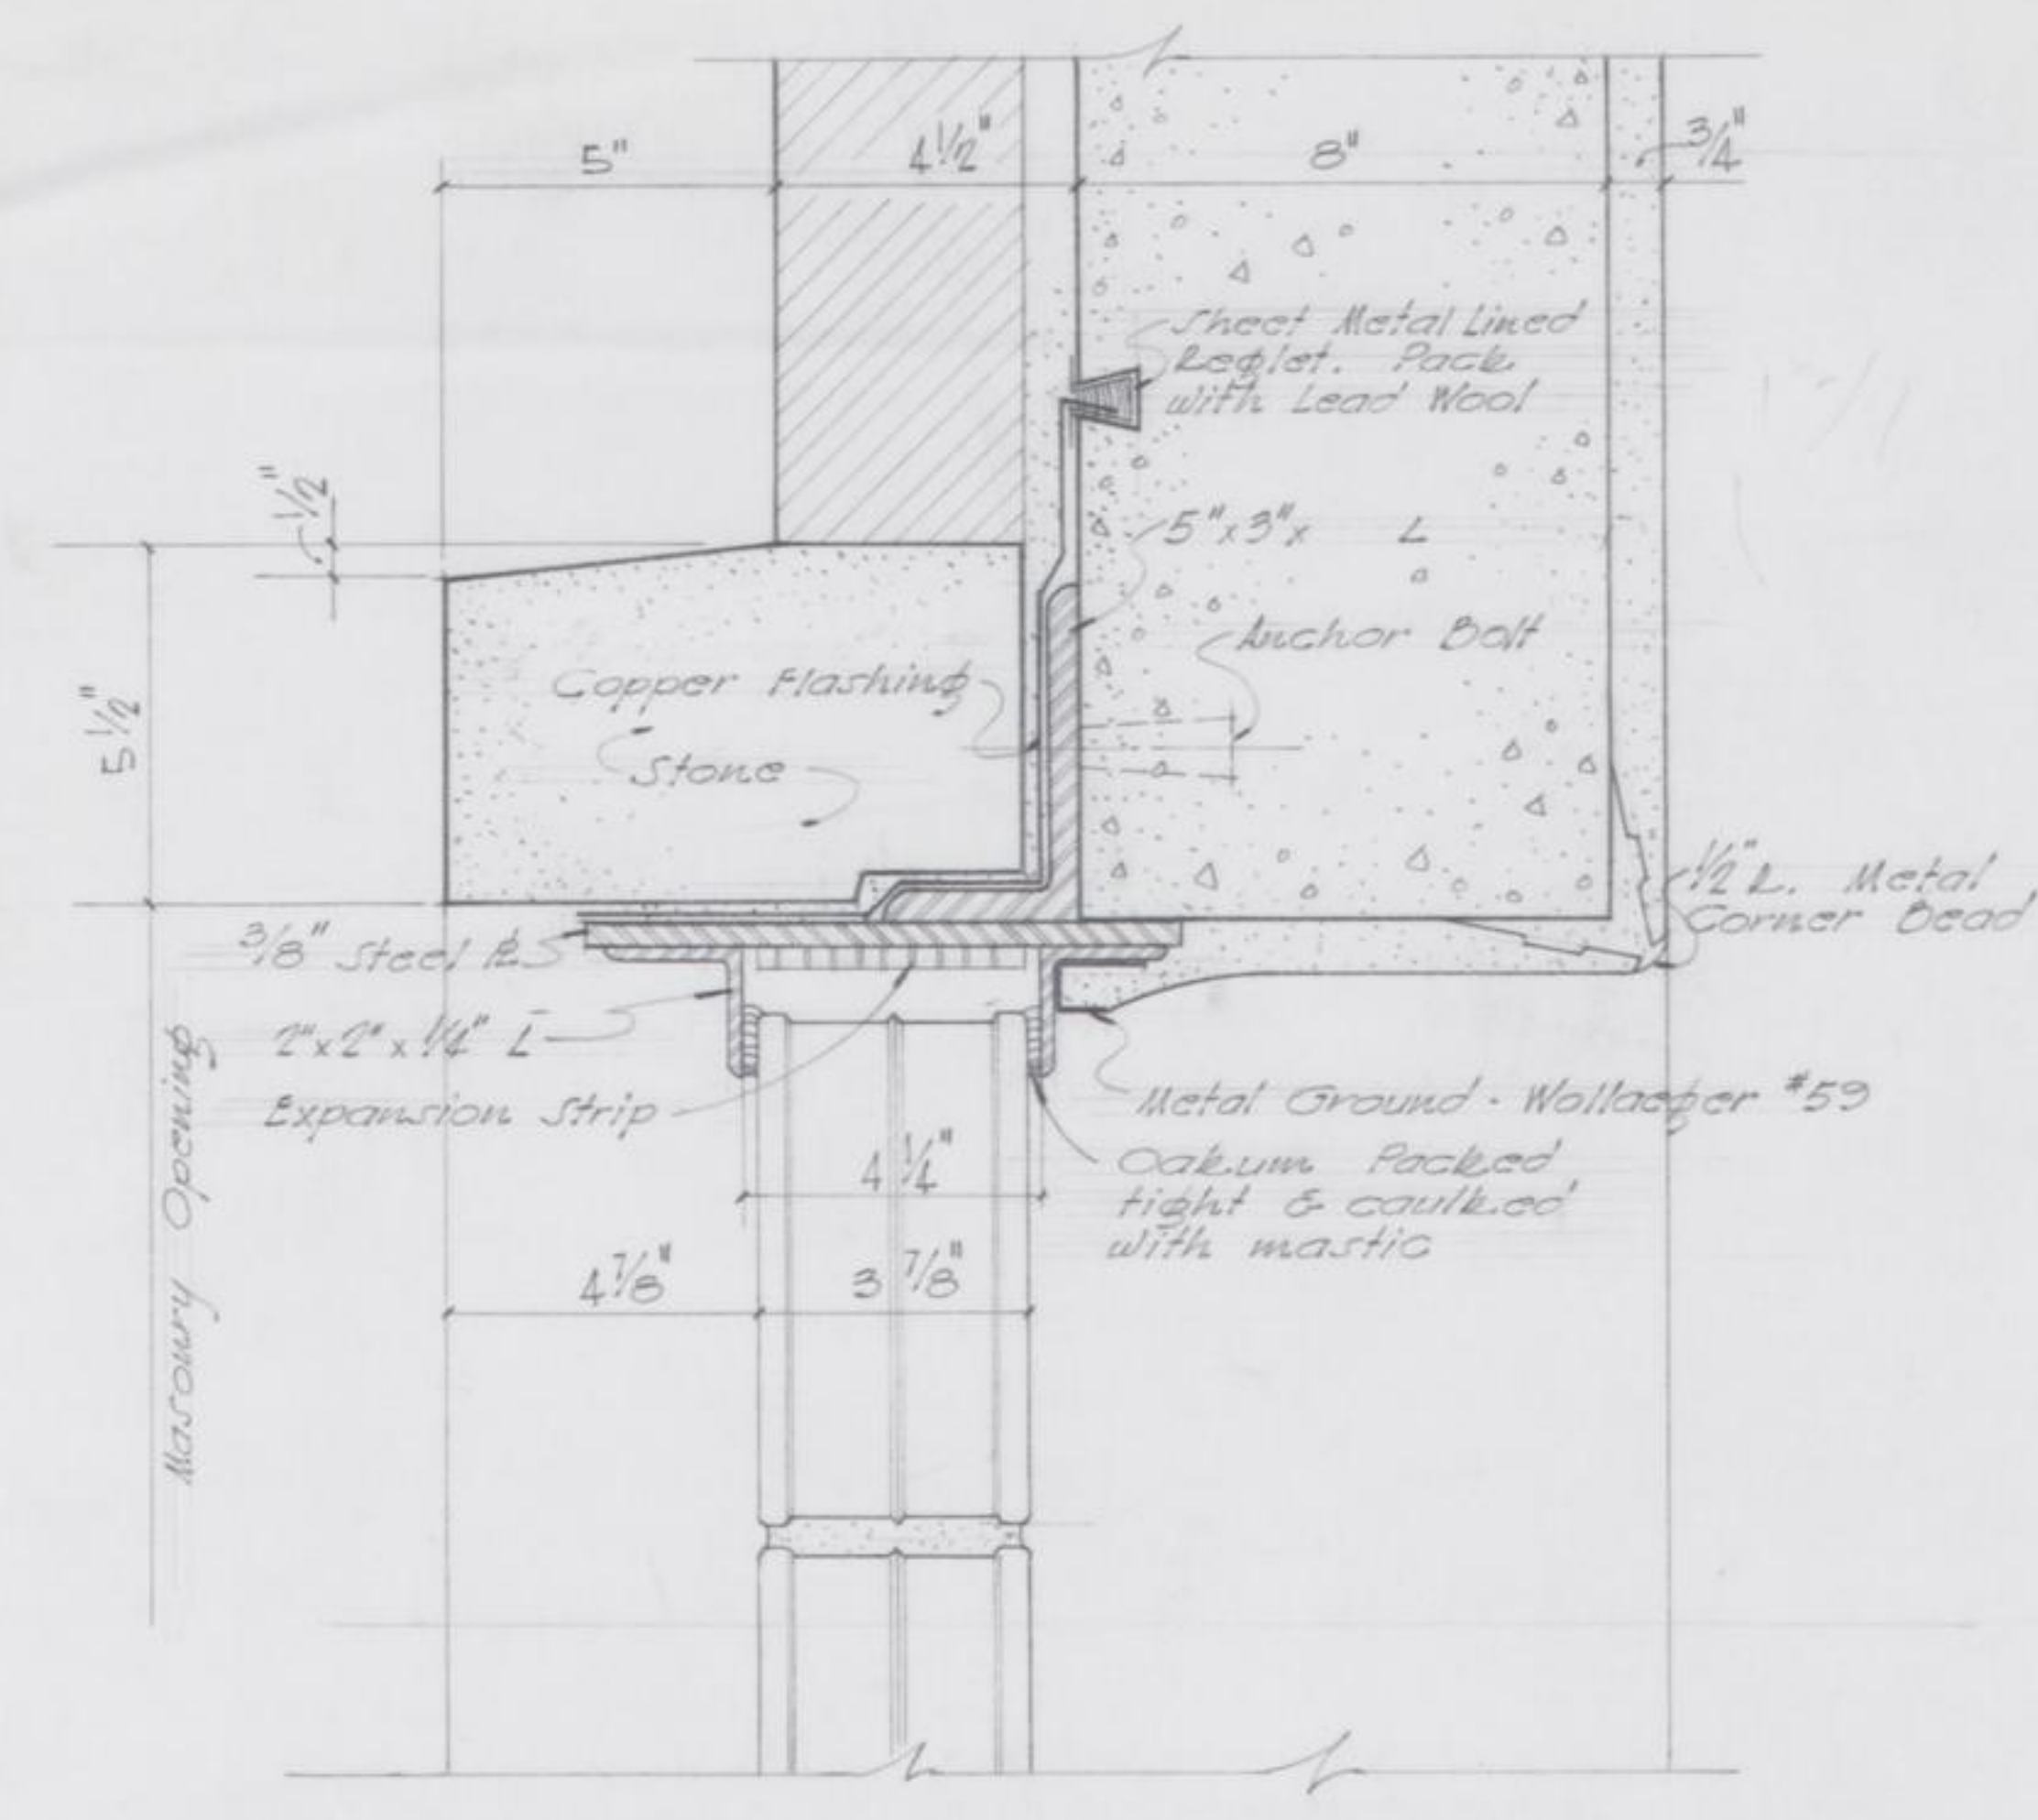 5" 4 1/2" 8" 3/4"
Sheet Metal Lined
Reglet. Pack
with Lead Wool
1/2"
5"x3"x L
Anchor Bolt
Copper Flashing
Stone
5 1/2"
1/2" R. Metal
Corner Bead
3/8" Steel PL
2"x2"x1/4" L
Expansion Strip
Metal Ground - Wollaeger #59
Oakum Packed
tight & caulked
with mastic
4 1/4"
4 7/8" 3 7/8"
Masonry Opening